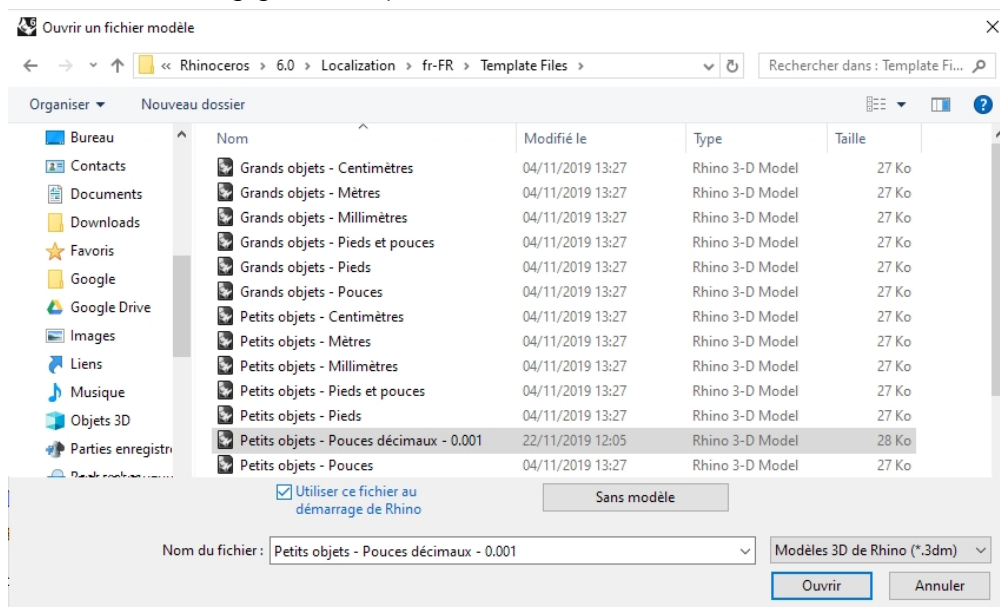 Ouvrir un fichier modèle
« Rhinoceros > 6.0 > Localization > fr-FR > Template Files >
Rechercher dans : Template Fi...
Organiser
Nouveau dossier
Nom
Modifié le
Type
Taille
Bureau
Contacts
Documents
Downloads
Favoris
Google
Google Drive
Images
Liens
Musique
Objets 3D
Parties enregistr
Grands objets - Centimètres 04/11/2019 13:27 Rhino 3-D Model 27 Ko
Grands objets - Mètres 04/11/2019 13:27 Rhino 3-D Model 27 Ko
Grands objets - Millimètres 04/11/2019 13:27 Rhino 3-D Model 27 Ko
Grands objets - Pieds et pouces 04/11/2019 13:27 Rhino 3-D Model 27 Ko
Grands objets - Pieds 04/11/2019 13:27 Rhino 3-D Model 27 Ko
Grands objets - Pouces 04/11/2019 13:27 Rhino 3-D Model 27 Ko
Petits objets - Centimètres 04/11/2019 13:27 Rhino 3-D Model 27 Ko
Petits objets - Mètres 04/11/2019 13:27 Rhino 3-D Model 27 Ko
Petits objets - Millimètres 04/11/2019 13:27 Rhino 3-D Model 27 Ko
Petits objets - Pieds et pouces 04/11/2019 13:27 Rhino 3-D Model 27 Ko
Petits objets - Pieds 04/11/2019 13:27 Rhino 3-D Model 27 Ko
Petits objets - Pouces décimaux - 0.001 22/11/2019 12:05 Rhino 3-D Model 28 Ko
Petits objets - Pouces 04/11/2019 13:27 Rhino 3-D Model 27 Ko
Utiliser ce fichier au
démarrage de Rhino
Sans modèle
Nom du fichier : Petits objets - Pouces décimaux - 0.001
Modèles 3D de Rhino (*.3dm)
Ouvrir
Annuler